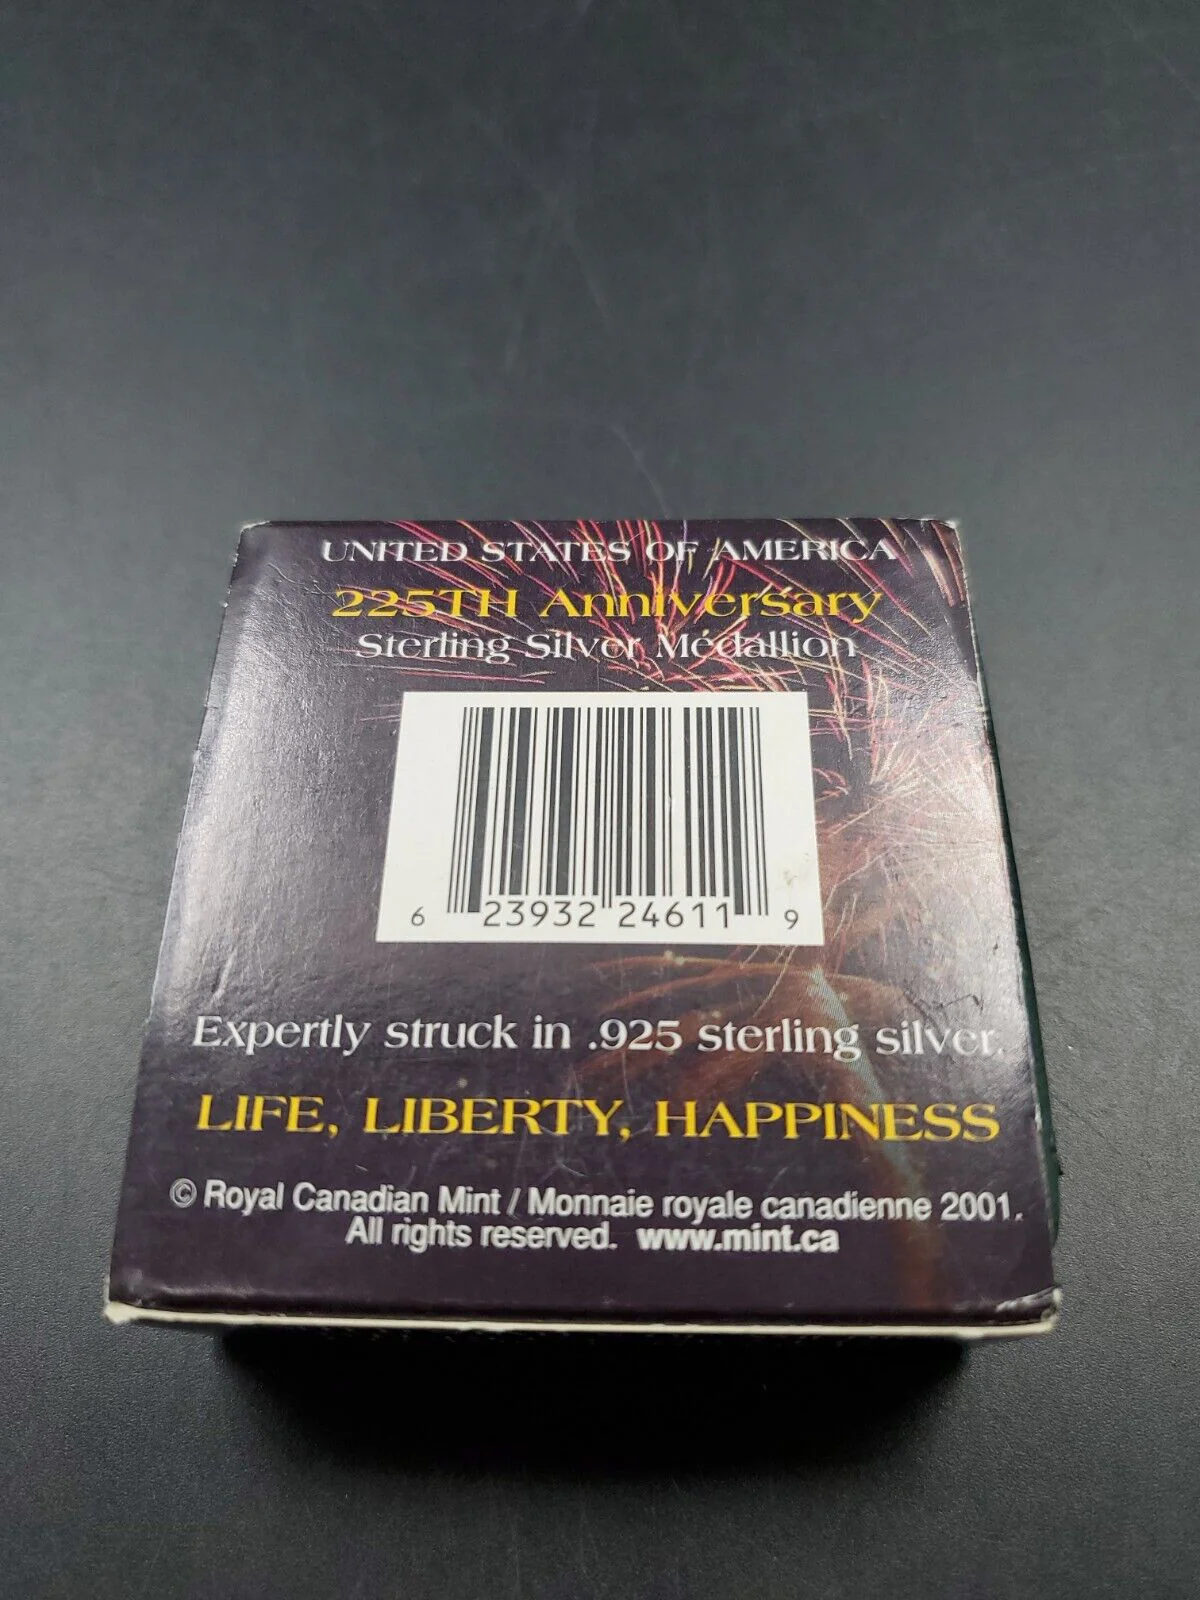 UNITED STATES OF AMERICA
225TH Anniversary
Sterling Silver Medallion
6 23932 24611 9
Expertly struck in .925 sterling silver.
LIFE, LIBERTY, HAPPINESS
© Royal Canadian Mint / Monnaie royale canadienne 2001.
All rights reserved. www.mint.ca